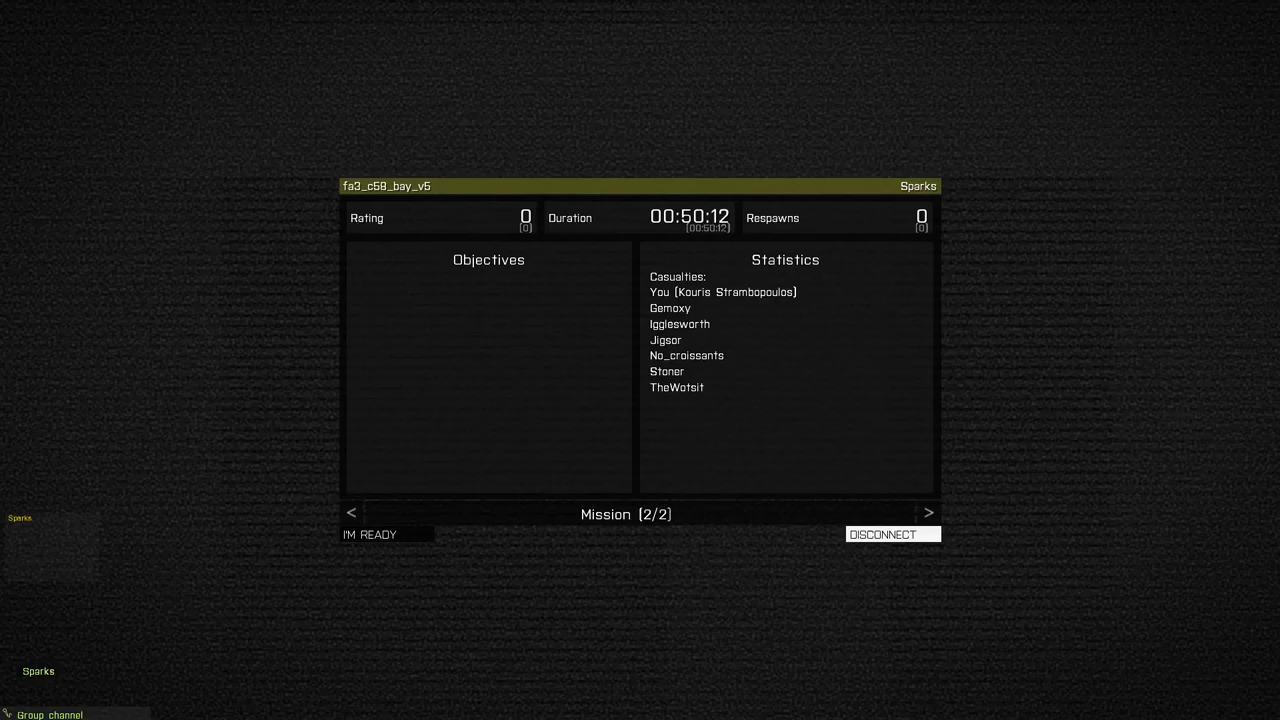 fa3_c58_bay_v5 Sparks
Rating 0 Duration 00:50:12 Respawns 0
(0) (00:50:12) (0)
Objectives Statistics
Casualties:
You (Kouris Strambopoulos)
Gemoxy
Igglesworth
Jigsor
No_croissants
Stoner
TheWotsit
< Mission (2/2) >
I'M READY DISCONNECT
Sparks
Sparks
Group channel